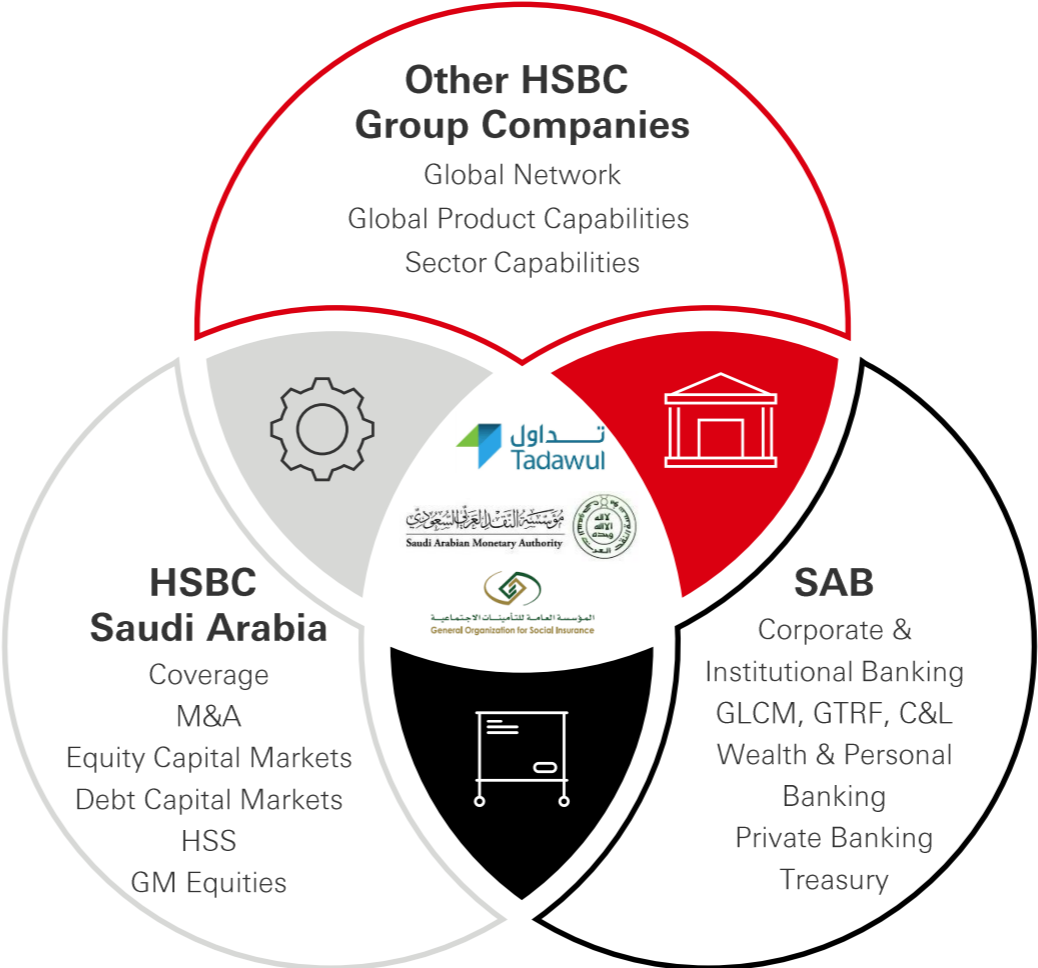 Other HSBC
Group Companies
Global Network
Global Product Capabilities
Sector Capabilities
تداول
Tadawul
مؤسسة النقد العربي السعودي
Saudi Arabian Monetary Authority
المؤسسة العامة للتأمينات الاجتماعية
General Organization for Social Insurance
HSBC
Saudi Arabia
Coverage
M&A
Equity Capital Markets
Debt Capital Markets
HSS
GM Equities
SAB
Corporate &
Institutional Banking
GLCM, GTRF, C&L
Wealth & Personal
Banking
Private Banking
Treasury